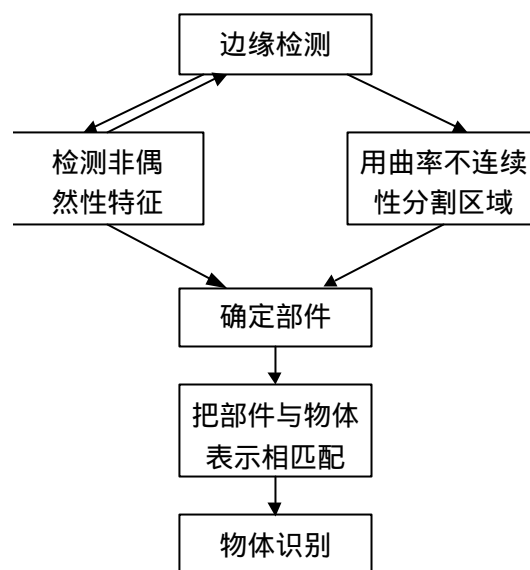 边缘检测
检测非偶
然性特征
用曲率不连续
性分割区域
确定部件
把部件与物体
表示相匹配
物体识别